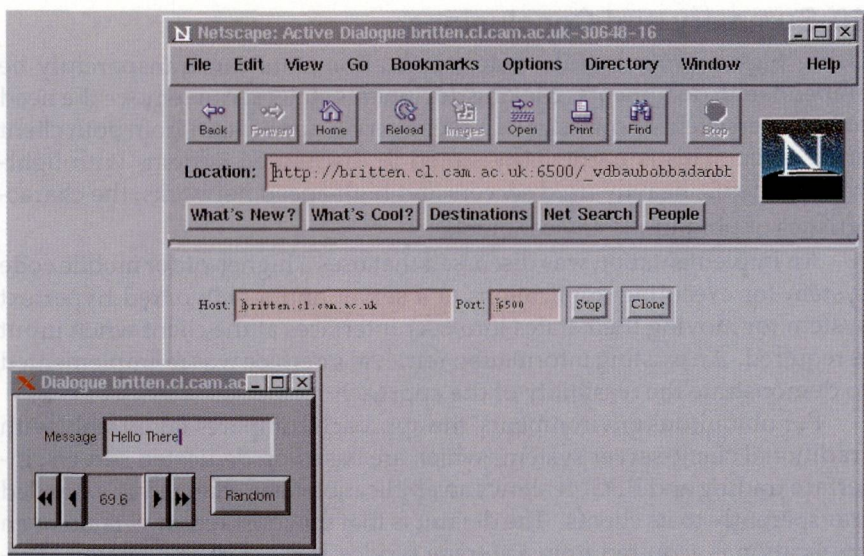 N Netscape: Active Dialogue britten.cl.cam.ac.uk-30648-16
File Edit View Go Bookmarks Options Directory Window Help
Back Forward Home Reload Images Open Print Find Stop
N
Location: http://britten.cl.cam.ac.uk:6500/_vdbaubobbadanbb
What's New? What's Cool? Destinations Net Search People
Host: britten.cl.cam.ac.uk Port: 6500 Stop Clone
Dialogue britten.cl.cam.ac
Message Hello There
69.6 Random